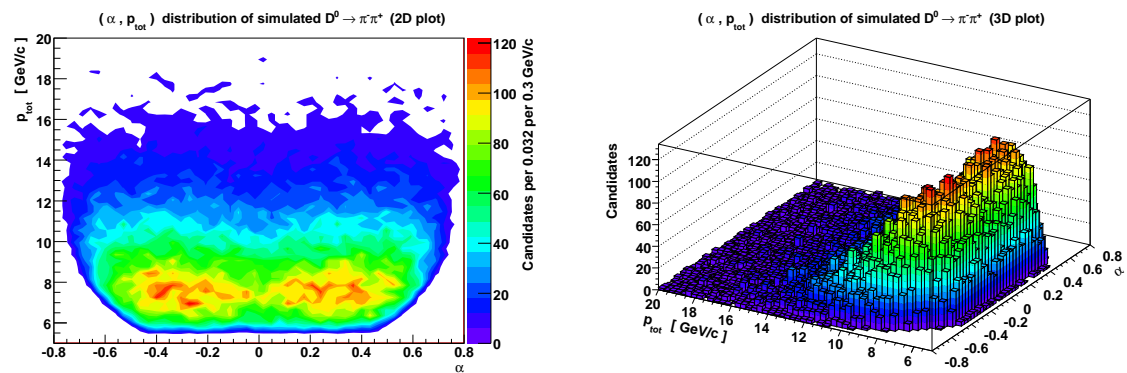 ( α , p_tot ) distribution of simulated D⁰ → π⁻π⁺ (2D plot)
p_tot [ GeV/c ]
20
18
16
14
12
10
8
6
-0.8 -0.6 -0.4 -0.2 0 0.2 0.4 0.6 0.8
α
120
100
80
60
40
20
0
Candidates per 0.032 per 0.3 GeV/c
( α , p_tot ) distribution of simulated D⁰ → π⁻π⁺ (3D plot)
Candidates
120
100
80
60
40
20
0
20 18 16 14 12 10 8 6
p_tot [ GeV/c ]
-0.8 -0.6 -0.4 -0.2 0 0.2 0.4 0.6 0.8
α